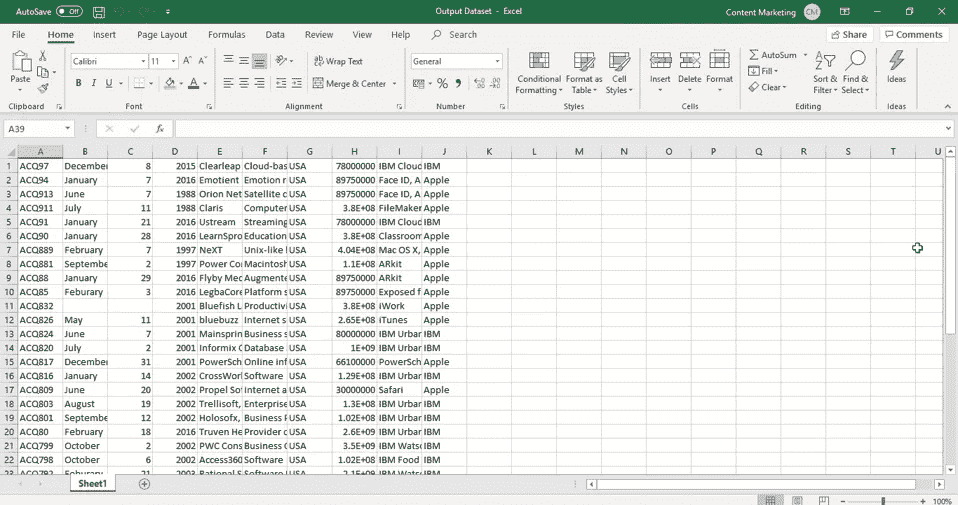 AutoSave Off Output Dataset - Excel Content Marketing CM
File Home Insert Page Layout Formulas Data Review View Help Search Share Comments
Calibri 11 A A Wrap Text General AutoSum
Paste B I U Merge & Center $ % Conditional Formatting Format as Table Cell Styles Insert Delete Format Fill Clear Sort & Filter Find & Select Ideas
Clipboard Font Alignment Number Styles Cells Editing Ideas
A39 fx
A B C D E F G H I J K L M N O P Q R S T U
1 ACQ97 December 8 2015 Clearleap Cloud-bas USA 78000000 IBM Cloud IBM
2 ACQ94 January 7 2016 Emotient Emotion r USA 89750000 Face ID, A Apple
3 ACQ913 June 7 1988 Orion Net Satellite c USA 89750000 Face ID, A Apple
4 ACQ911 July 11 1988 Claris Computer USA 3.8E+08 FileMaker Apple
5 ACQ91 January 21 2016 Ustream Streaming USA 78000000 IBM Cloud IBM
6 ACQ90 January 28 2016 LearnSpro Education USA 3.8E+08 Classroom Apple
7 ACQ889 February 7 1997 NeXT Unix-like USA 4.04E+08 Mac OS X, Apple
8 ACQ881 Septembe 2 1997 Power Co Macintosh USA 1.1E+08 ARkit Apple
9 ACQ88 January 29 2016 Flyby Med Augmente USA 89750000 ARkit Apple
10 ACQ85 Feburary 3 2016 LegbaCore Platform s USA 89750000 Exposed f Apple
11 ACQ832 2001 Bluefish L Productivi USA 3.8E+08 iWork Apple
12 ACQ826 May 11 2001 bluebuzz Internet s USA 2.65E+08 iTunes Apple
13 ACQ824 June 7 2001 Mainsprin Business s USA 80000000 IBM Urban IBM
14 ACQ820 July 2 2001 Informix C Database USA 1E+09 IBM Urban IBM
15 ACQ817 December 31 2001 PowerSch Online inf USA 66100000 PowerSch Apple
16 ACQ816 January 14 2002 CrossWorl Software USA 1.29E+08 IBM Urban IBM
17 ACQ809 June 20 2002 Propel Sof Internet a USA 30000000 Safari Apple
18 ACQ803 August 19 2002 Trellisoft, Enterprise USA 1.3E+08 IBM Urban IBM
19 ACQ801 Septembe 12 2002 Holosofx, Business P USA 1.02E+08 IBM Urban IBM
20 ACQ80 February 18 2016 Truven He Provider c USA 2.6E+09 IBM Urban IBM
21 ACQ799 October 2 2002 PWC Cons Business C USA 3.5E+09 IBM Watso IBM
22 ACQ798 October 6 2002 Access360 Software USA 1.02E+08 IBM Food IBM
23 ACQ792 Feburary 21 2003 Rational S Software USA 2.1E+09 IBM Watso IBM
Sheet1
100%